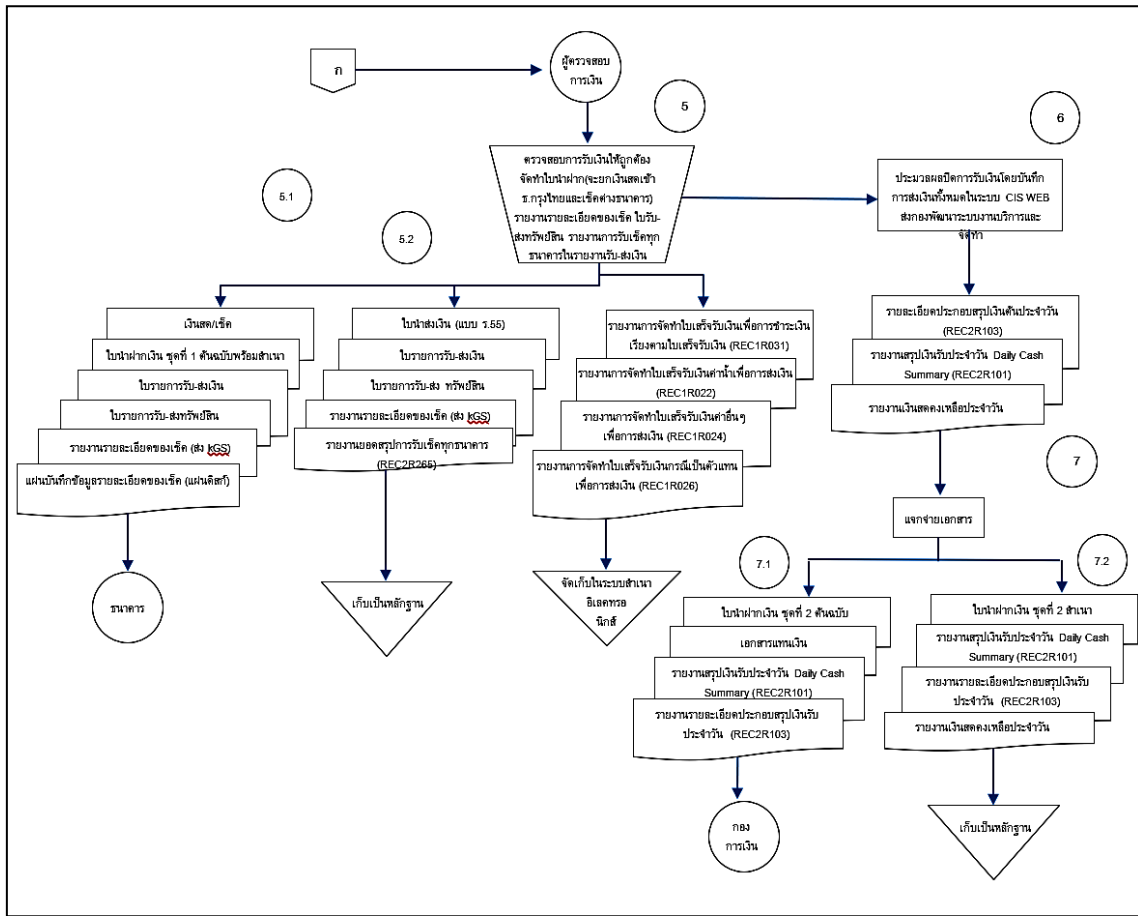 ก
ผู้ตรวจสอบ
การเงิน
5
6
ตรวจสอบการรับเงินให้ถูกต้อง
จัดทำใบนำฝาก(จะยกเงินสดเข้า
ธ.กรุงไทยและเช็คต่างธนาคาร)
รายงานรายละเอียดของเช็ค ใบรับ-
ส่งทรัพย์สิน รายงานการรับเช็คทุก
ธนาคารในรายงานรับ-ส่งเงิน
ประมวลผลปิดการรับเงินโดยบันทึก
การส่งเงินทั้งหมดในระบบ CIS WEB
ส่งกองพัฒนาระบบงานบริการและ
จัดทำ
5.1
5.2
เงินสด/เช็ค
ใบนำฝากเงิน ชุดที่ 1 ต้นฉบับพร้อมสำเนา
ใบรายการรับ-ส่งเงิน
ใบรายการรับ-ส่งทรัพย์สิน
รายงานรายละเอียดของเช็ค (ส่ง kGS)
แผ่นบันทึกข้อมูลรายละเอียดของเช็ค (แผ่นดิสก์)
ธนาคาร
ใบนำส่งเงิน (แบบ ร.55)
รายงานการรับ-ส่งเงิน
ใบรายการรับ-ส่ง ทรัพย์สิน
รายงานรายละเอียดของเช็ค (ส่ง kGS)
รายงานยอดสรุปการรับเช็คทุกธนาคาร
(REC2R265)
เก็บเป็นหลักฐาน
รายงานการจัดทำใบเสร็จรับเงินเพื่อการชำระเงิน
เรียงตามใบเสร็จรับเงิน (REC1R031)
รายงานการจัดทำใบเสร็จรับเงินค่าน้ำเพื่อการส่งเงิน
(REC1R022)
รายงานการจัดทำใบเสร็จรับเงินค่าอื่นๆ
เพื่อการส่งเงิน (REC1R024)
รายงานการจัดทำใบเสร็จรับเงินกรณีเป็นตัวแทน
เพื่อการส่งเงิน (REC1R026)
จัดเก็บในระบบสำเนา
อิเลคทรอ
นิกส์
รายละเอียดประกอบสรุปเงินต้นประจำวัน
(REC2R103)
รายงานสรุปเงินรับประจำวัน Daily Cash
Summary (REC2R101)
รายงานเงินสดคงเหลือประจำวัน
7
แจกจ่ายเอกสาร
7.1
7.2
ใบนำฝากเงิน ชุดที่ 2 ต้นฉบับ
เอกสารแทนเงิน
รายงานสรุปเงินรับประจำวัน Daily Cash
Summary (REC2R101)
รายงานรายละเอียดประกอบสรุปเงินรับ
ประจำวัน (REC2R103)
กอง
การเงิน
ใบนำฝากเงิน ชุดที่ 2 สำเนา
รายงานสรุปเงินรับประจำวัน Daily Cash
Summary (REC2R101)
รายงานรายละเอียดประกอบสรุปเงินรับ
ประจำวัน (REC2R103)
รายงานเงินสดคงเหลือประจำวัน
เก็บเป็นหลักฐาน